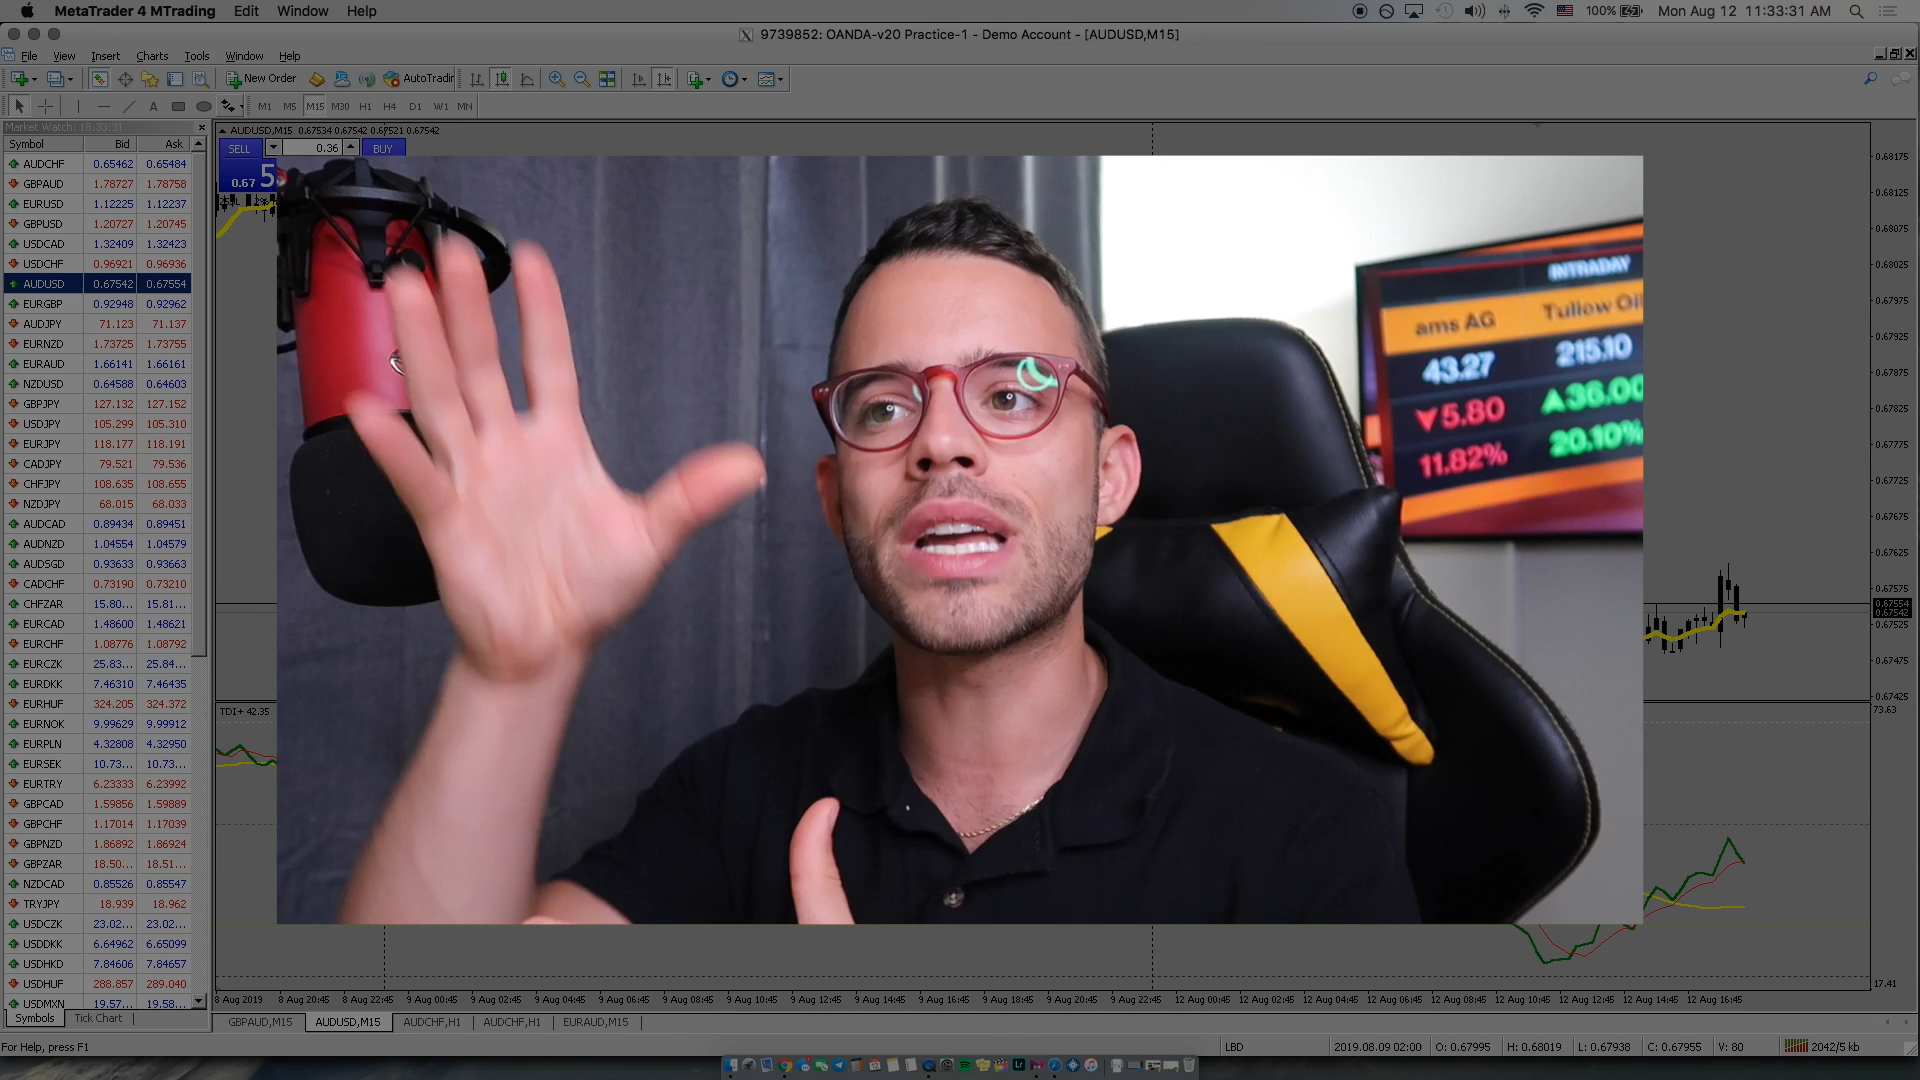 MetaTrader 4 MTrading Edit Window Help 100% Mon Aug 12 11:33:31 AM
9739852: OANDA-v20 Practice-1 - Demo Account - [AUDUSD,M15]
File View Insert Charts Tools Window Help
New Order AutoTradin
A M1 M5 M15 M30 H1 H4 D1 W1 MN
Market Watch: 18:33:31
Symbol Bid Ask
AUDCHF 0.65462 0.65484
GBPAUD 1.78727 1.78758
EURUSD 1.12225 1.12237
GBPUSD 1.20727 1.20745
USDCAD 1.32409 1.32423
USDCHF 0.96921 0.96936
AUDUSD 0.67542 0.67554
EURGBP 0.92948 0.92962
AUDJPY 71.123 71.137
EURNZD 1.73725 1.73755
EURAUD 1.66141 1.66161
NZDUSD 0.64588 0.64603
GBPJPY 127.132 127.152
USDJPY 105.299 105.310
EURJPY 118.177 118.191
CADJPY 79.521 79.536
CHFJPY 108.635 108.655
NZDJPY 68.015 68.033
AUDCAD 0.89434 0.89451
AUDNZD 1.04554 1.04579
AUDSGD 0.93633 0.93663
CADCHF 0.73190 0.73210
CHFZAR 15.80... 15.81...
EURCAD 1.48600 1.48621
EURCHF 1.08776 1.08792
EURCZK 25.83... 25.84...
EURDKK 7.46310 7.46435
EURHUF 324.205 324.372
EURNOK 9.99629 9.99912
EURPLN 4.32808 4.32950
EURSEK 10.73... 10.73...
EURTRY 6.23333 6.23992
GBPCAD 1.59856 1.59889
GBPCHF 1.17014 1.17039
GBPNZD 1.86892 1.86924
GBPZAR 18.50... 18.51...
NZDCAD 0.85526 0.85547
TRYJPY 18.939 18.962
USDCZK 23.02... 23.02...
USDDKK 6.64962 6.65099
USDHKD 7.84606 7.84657
USDHUF 288.857 289.040
USDMXN 19.57... 19.58...
Symbols Tick Chart
AUDUSD,M15 0.67534 0.67542 0.67521 0.67542
SELL 0.36 BUY
0.67 5
INTRADAY
ams AG Tullow Oil
43.27 215.10
▼5.80 ▲36.00
11.82% 20.10%
0.68175
0.68125
0.68075
0.68025
0.67975
0.67925
0.67875
0.67825
0.67775
0.67725
0.67675
0.67625
0.67575
0.67554
0.67542
0.67525
0.67475
0.67425
TDI+ 42.35
73.63
17.41
8 Aug 2019 8 Aug 20:45 8 Aug 22:45 9 Aug 00:45 9 Aug 02:45 9 Aug 04:45 9 Aug 06:45 9 Aug 08:45 9 Aug 10:45 9 Aug 12:45 9 Aug 14:45 9 Aug 16:45 9 Aug 18:45 9 Aug 20:45 9 Aug 22:45 12 Aug 00:45 12 Aug 02:45 12 Aug 04:45 12 Aug 06:45 12 Aug 08:45 12 Aug 10:45 12 Aug 12:45 12 Aug 14:45 12 Aug 16:45
GBPAUD,M15 AUDUSD,M15 AUDCHF,H1 AUDCHF,H1 EURAUD,M15
For Help, press F1 LBD 2019.08.09 02:00 O: 0.67995 H: 0.68019 L: 0.67938 C: 0.67955 V: 80 2042/5 kb